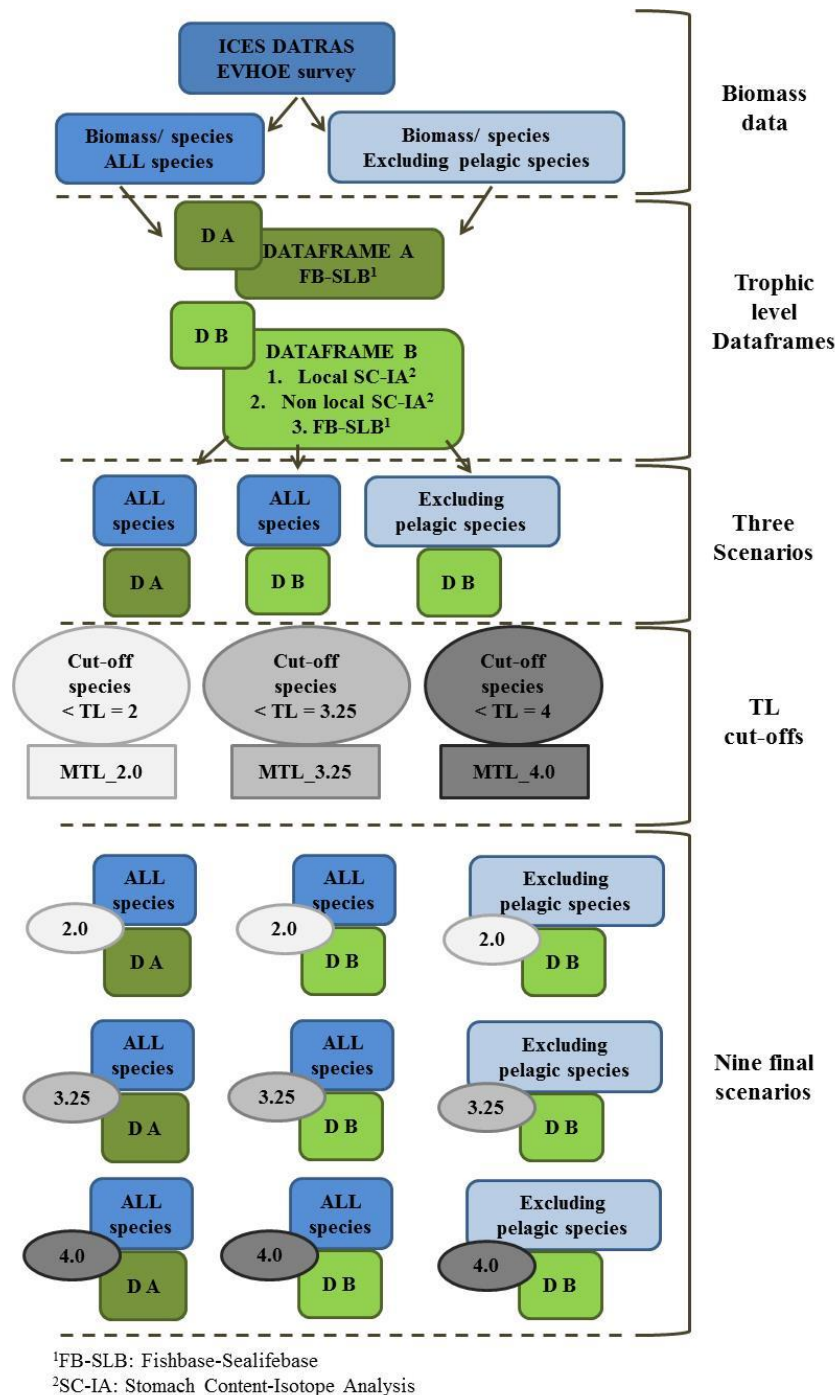 ICES DATRAS
EVHOE survey
Biomass/ species
ALL species
Biomass/ species
Excluding pelagic species
Biomass
data
D A
DATAFRAME A
FB-SLB¹
D B
DATAFRAME B
1. Local SC-IA²
2. Non local SC-IA²
3. FB-SLB¹
Trophic
level
Dataframes
ALL
species
D A
ALL
species
D B
Excluding
pelagic species
D B
Three
Scenarios
Cut-off
species
< TL = 2
MTL_2.0
Cut-off
species
< TL = 3.25
MTL_3.25
Cut-off
species
< TL = 4
MTL_4.0
TL
cut-offs
ALL
species
2.0
D A
ALL
species
2.0
D B
Excluding
pelagic species
2.0
D B
ALL
species
3.25
D A
ALL
species
3.25
D B
Excluding
pelagic species
3.25
D B
Nine final
scenarios
ALL
species
4.0
D A
ALL
species
4.0
D B
Excluding
pelagic species
4.0
D B
¹FB-SLB: Fishbase-Sealifebase
²SC-IA: Stomach Content-Isotope Analysis